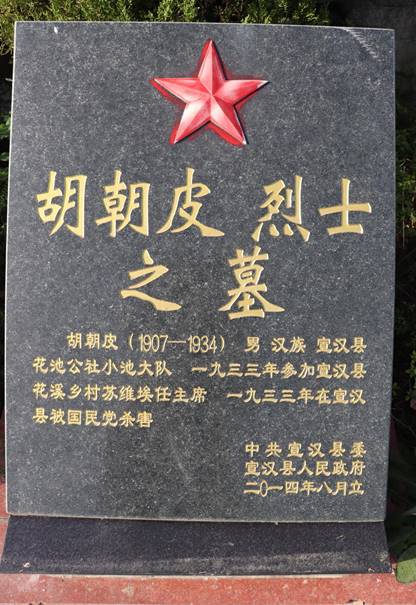 胡朝皮 烈士
之墓
胡朝皮（1907—1934） 男 汉族 宣汉县
花池公社小池大队 一九三三年参加宣汉县
花溪乡村苏维埃任主席 一九三三年在宣汉
县被国民党杀害
中共宣汉县委
宣汉县人民政府
二〇一四年八月立